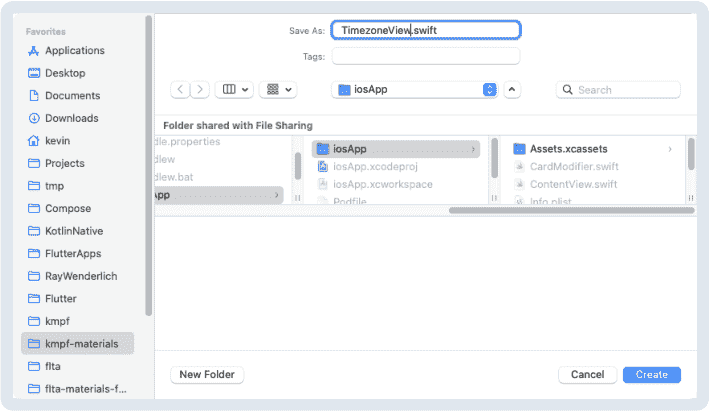 Favorites
Applications
Desktop
Documents
Downloads
kevin
Projects
tmp
Compose
KotlinNative
FlutterApps
RayWenderlich
Flutter
kmpf
kmpf-materials
flta
flta-materials-f...
Save As: TimezoneView.swift
Tags:
iosApp
Search
Folder shared with File Sharing
dle.properties
dlew
dlew.bat
App
iosApp
iosApp.xcodeproj
iosApp.xcworkspace
Podfile
Assets.xcassets
CardModifier.swift
ContentView.swift
Info.plist
New Folder
Cancel
Create